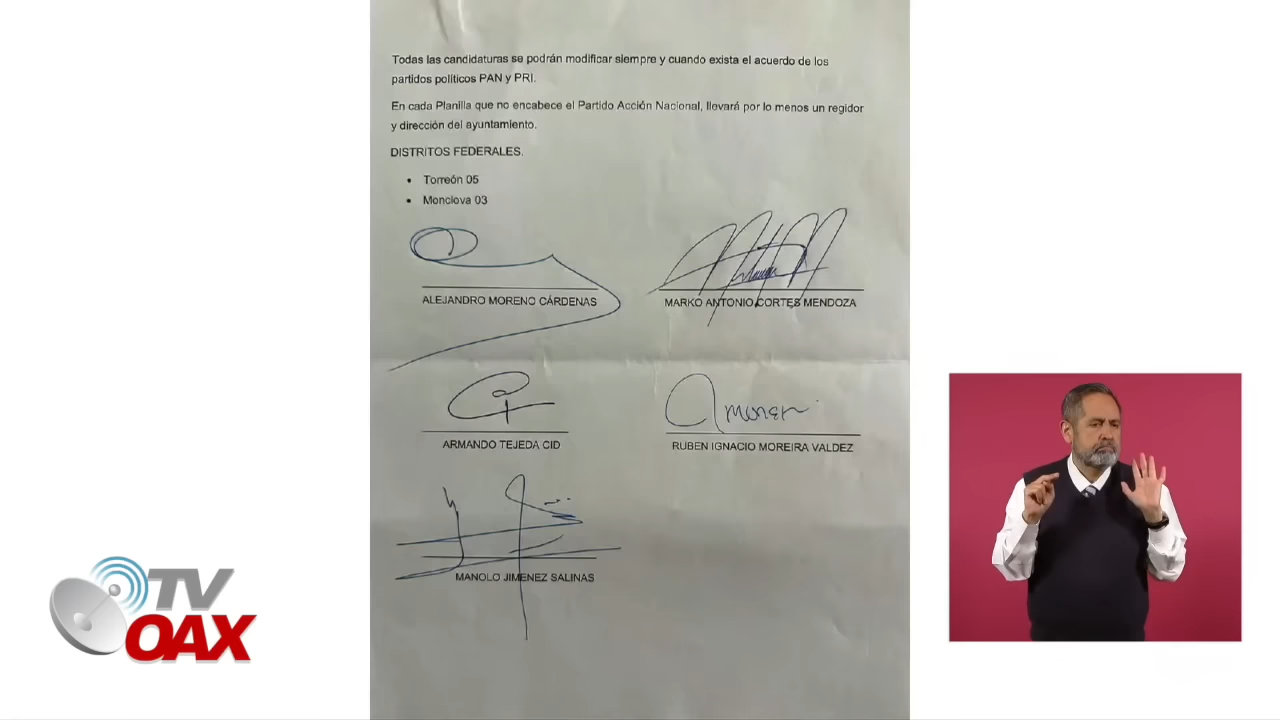 Todas las candidaturas se podrán modificar siempre y cuando exista el acuerdo de los
partidos políticos PAN y PRI.
En cada Planilla que no encabece el Partido Acción Nacional, llevará por lo menos un regidor
y dirección del ayuntamiento.
DISTRITOS FEDERALES.
• Torreón 05
• Monclova 03
ALEJANDRO MORENO CÁRDENAS
MARKO ANTONIO CORTES MENDOZA
ARMANDO TEJEDA CID
RUBEN IGNACIO MOREIRA VALDEZ
MANOLO JIMENEZ SALINAS
TV
OAX